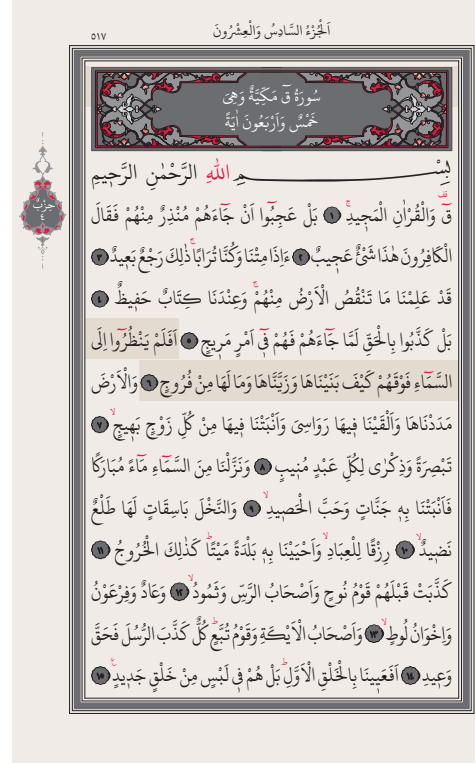 اَلْجُزْءُ السَّادِسُ وَالْعِشْرُونَ
٥١٧
سُورَةُ قٓ مَكِّيَّةٌ وَهِيَ
خَمْسٌ وَاَرْبَعُونَ اٰيَةً
بِسْــــــــمِ اللهِ الرَّحْمٰنِ الرَّحِيمِ
قٓ وَالْقُرْاٰنِ الْمَجِيدِ ﴿١﴾ بَلْ عَجِبُٓوا اَنْ جَٓاءَهُمْ مُنْذِرٌ مِنْهُمْ فَقَالَ
الْكَافِرُونَ هٰذَا شَيْءٌ عَجِيبٌ ﴿٢﴾ ءَاِذَا مِتْنَا وَكُنَّا تُرَابًاۚ ذٰلِكَ رَجْعٌ بَعِيدٌ ﴿٣﴾
قَدْ عَلِمْنَا مَا تَنْقُصُ الْاَرْضُ مِنْهُمْۚ وَعِنْدَنَا كِتَابٌ حَفِيظٌ ﴿٤﴾
بَلْ كَذَّبُوا بِالْحَقِّ لَمَّا جَٓاءَهُمْ فَهُمْ فِٓي اَمْرٍ مَرِيجٍ ﴿٥﴾ اَفَلَمْ يَنْظُرُٓوا اِلَى
السَّمَٓاءِ فَوْقَهُمْ كَيْفَ بَنَيْنَاهَا وَزَيَّنَّاهَا وَمَا لَهَا مِنْ فُرُوجٍ ﴿٦﴾ وَالْاَرْضَ
مَدَدْنَاهَا وَاَلْقَيْنَا فِيهَا رَوَاسِيَ وَاَنْبَتْنَا فِيهَا مِنْ كُلِّ زَوْجٍ بَهِيجٍۙ ﴿٧﴾
تَبْصِرَةً وَذِكْرٰى لِكُلِّ عَبْدٍ مُنِيبٍ ﴿٨﴾ وَنَزَّلْنَا مِنَ السَّمَٓاءِ مَٓاءً مُبَارَكًا
فَاَنْبَتْنَا بِهٖ جَنَّاتٍ وَحَبَّ الْحَصِيدِۙ ﴿٩﴾ وَالنَّخْلَ بَاسِقَاتٍ لَهَا طَلْعٌ
نَضِيدٌۙ ﴿١٠﴾ رِزْقًا لِلْعِبَادِۙ وَاَحْيَيْنَا بِهٖ بَلْدَةً مَيْتًاۜ كَذٰلِكَ الْخُرُوجُ ﴿١١﴾
كَذَّبَتْ قَبْلَهُمْ قَوْمُ نُوحٍ وَاَصْحَابُ الرَّسِّ وَثَمُودُۙ ﴿١٢﴾ وَعَادٌ وَفِرْعَوْنُ
وَاِخْوَانُ لُوطٍۙ ﴿١٣﴾ وَاَصْحَابُ الْاَيْكَةِ وَقَوْمُ تُبَّعٍۜ كُلٌّ كَذَّبَ الرُّسُلَ فَحَقَّ
وَعِيدِ ﴿١٤﴾ اَفَعَيِينَا بِالْخَلْقِ الْاَوَّلِۜ بَلْ هُمْ فِي لَبْسٍ مِنْ خَلْقٍ جَدِيدٍ۟ ﴿١٥﴾
حِزْبٌ
٤